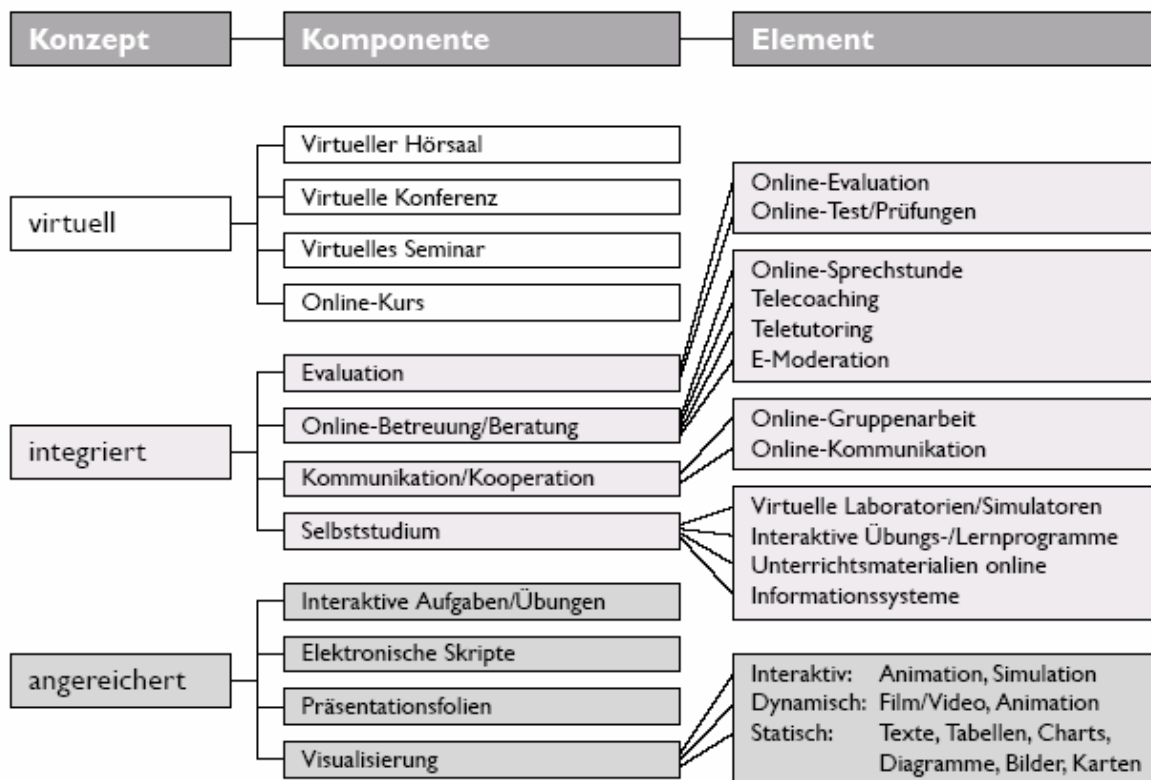 Konzept
Komponente
Element
virtuell
Virtueller Hörsaal
Virtuelle Konferenz
Virtuelles Seminar
Online-Kurs
integriert
Evaluation
Online-Betreuung/Beratung
Kommunikation/Kooperation
Selbststudium
angereichert
Interaktive Aufgaben/Übungen
Elektronische Skripte
Präsentationsfolien
Visualisierung
Online-Evaluation
Online-Test/Prüfungen
Online-Sprechstunde
Telecoaching
Teletutoring
E-Moderation
Online-Gruppenarbeit
Online-Kommunikation
Virtuelle Laboratorien/Simulatoren
Interaktive Übungs-/Lernprogramme
Unterrichtsmaterialien online
Informationssysteme
Interaktiv: Animation, Simulation
Dynamisch: Film/Video, Animation
Statisch: Texte, Tabellen, Charts,
Diagramme, Bilder, Karten